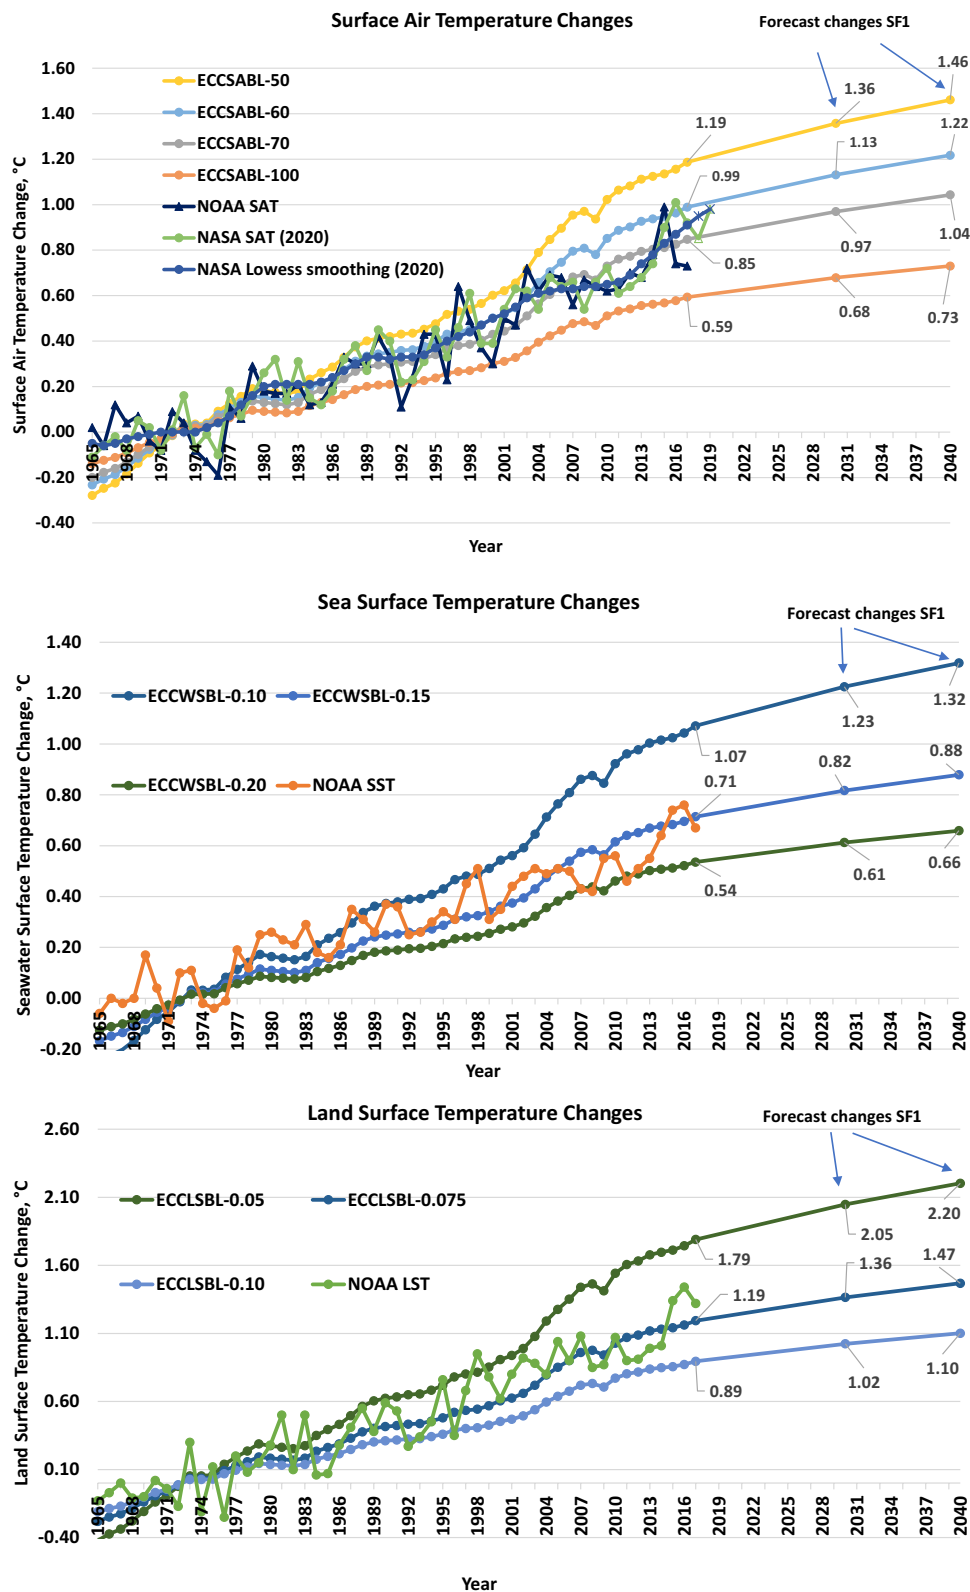 Surface Air Temperature Changes
Forecast changes SF1
Surface Air Temperature Change, °C
1.60
1.40
1.20
1.00
0.80
0.60
0.40
0.20
0.00
-0.20
-0.40
ECCSABL-50
ECCSABL-60
ECCSABL-70
ECCSABL-100
NOAA SAT
NASA SAT (2020)
NASA Lowess smoothing (2020)
1.19
1.36
1.46
0.99
1.13
1.22
0.85
0.97
1.04
0.59
0.68
0.73
1965 1968 1971 1974 1977 1980 1983 1986 1989 1992 1995 1998 2001 2004 2007 2010 2013 2016 2019 2022 2025 2028 2031 2034 2037 2040
Year
Sea Surface Temperature Changes
Forecast changes SF1
Seawater Surface Temperature Change, °C
1.40
1.20
1.00
0.80
0.60
0.40
0.20
0.00
-0.20
ECCWSBL-0.10 ECCWSBL-0.15
ECCWSBL-0.20 NOAA SST
1.07
1.23
1.32
0.71
0.82
0.88
0.54
0.61
0.66
1965 1968 1971 1974 1977 1980 1983 1986 1989 1992 1995 1998 2001 2004 2007 2010 2013 2016 2019 2022 2025 2028 2031 2034 2037 2040
Year
Land Surface Temperature Changes
Forecast changes SF1
Land Surface Temperature Change, °C
2.60
2.10
1.60
1.10
0.60
0.10
-0.40
ECCLSBL-0.05 ECCLSBL-0.075
ECCLSBL-0.10 NOAA LST
1.79
2.05
2.20
1.19
1.36
1.47
0.89
1.02
1.10
1965 1968 1971 1974 1977 1980 1983 1986 1989 1992 1995 1998 2001 2004 2007 2010 2013 2016 2019 2022 2025 2028 2031 2034 2037 2040
Year